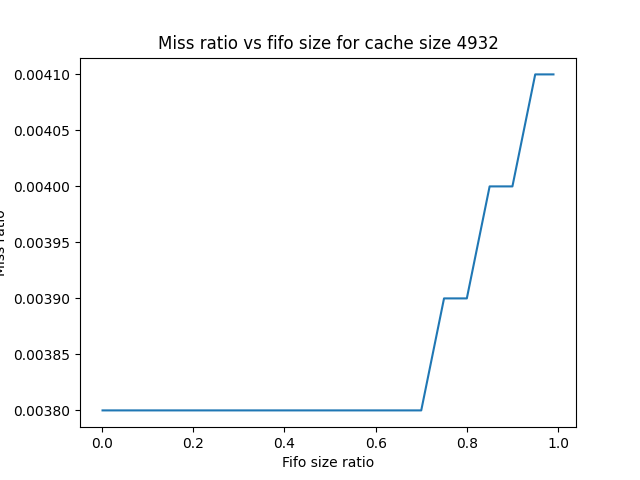 Miss ratio vs fifo size for cache size 4932
Miss ratio
0.00410
0.00405
0.00400
0.00395
0.00390
0.00385
0.00380
0.0 0.2 0.4 0.6 0.8 1.0
Fifo size ratio